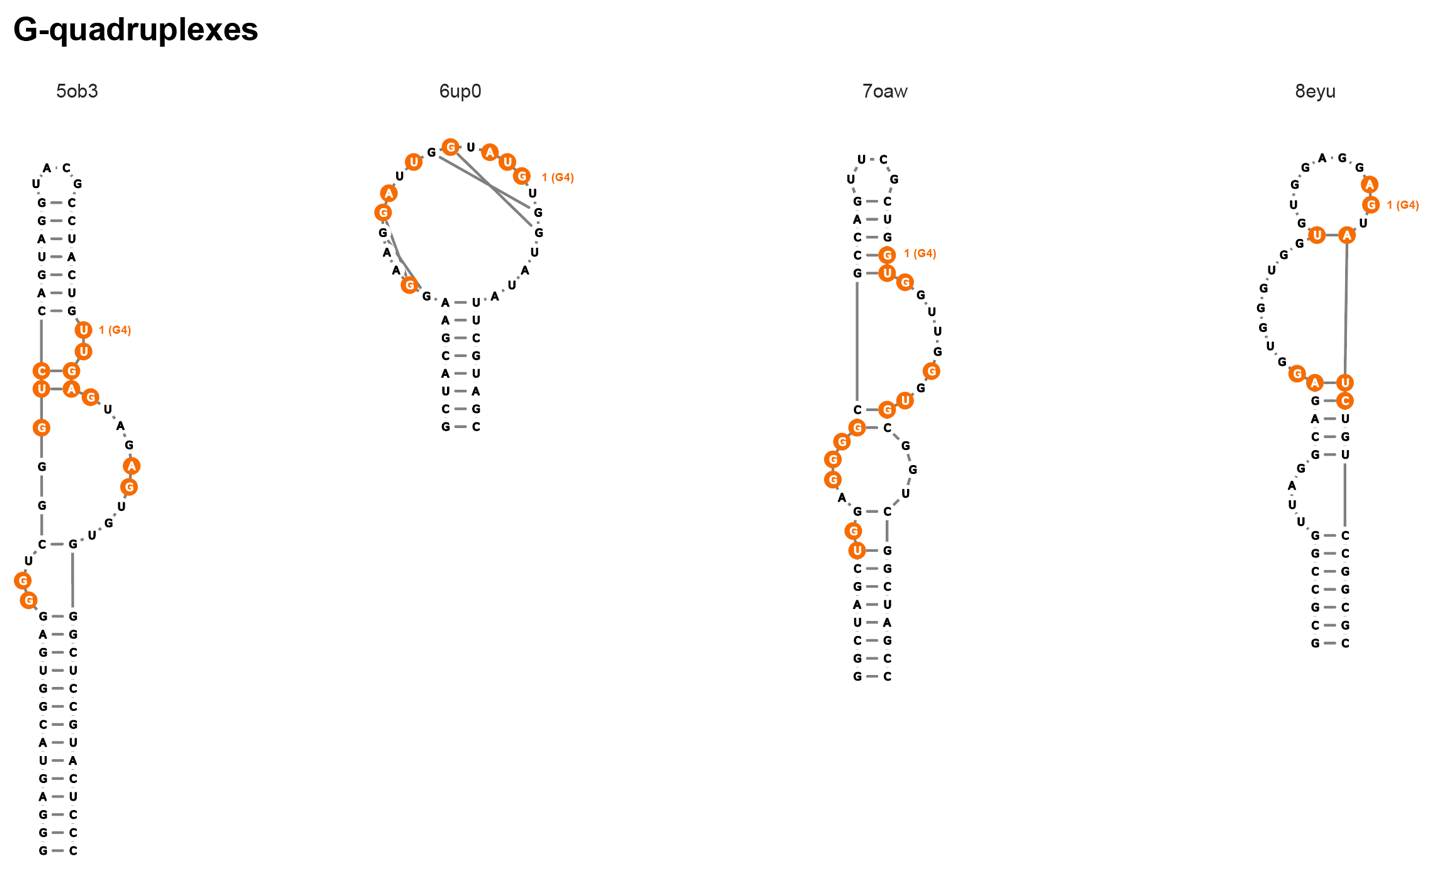 G-quadruplexes
5ob3
A C
U G
G C
G C
A U
U A
G C
A U
C G
U 1 (G4)
U
C G
U A G
U
G A
G
G A
G
G U
G
C G U
U
G
G
G G
A G
G C
U U
G C
G C
C G
A U
U A
G C
A U
G C
G C
G C
6up0
U G G U A U G 1 (G4)
U U
A G
G G
G
A U
A A
G U
G A
A U
A U
G C
C G
A U
U A
C G
G C
7oaw
U C
U G
G C
A U
C G
C G 1 (G4)
G U G
G
U
U
G
G
G
U
C G
G C
G G
G G
G U
A
G C
G
U G
C G
G C
A U
U A
C G
G C
G C
8eyu
A G
G G
G A
U G 1 (G4)
G U
G U A
G
U
G
G
G
U
G
G A U
G C
A U
C G
G U
G
A
U
U
G C
G C
C G
C G
G C
C G
G C